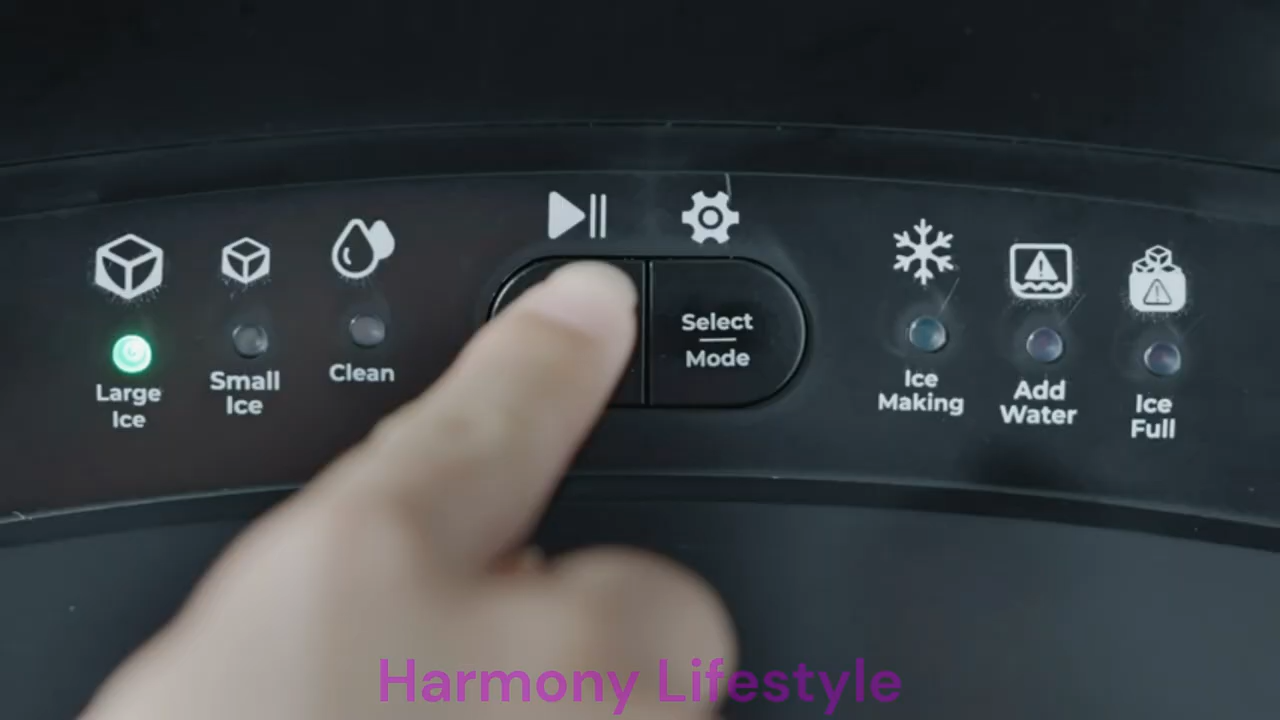 Large
Ice
Small
Ice
Clean
Select
Mode
Ice
Making
Add
Water
Ice
Full
Harmony Lifestyle